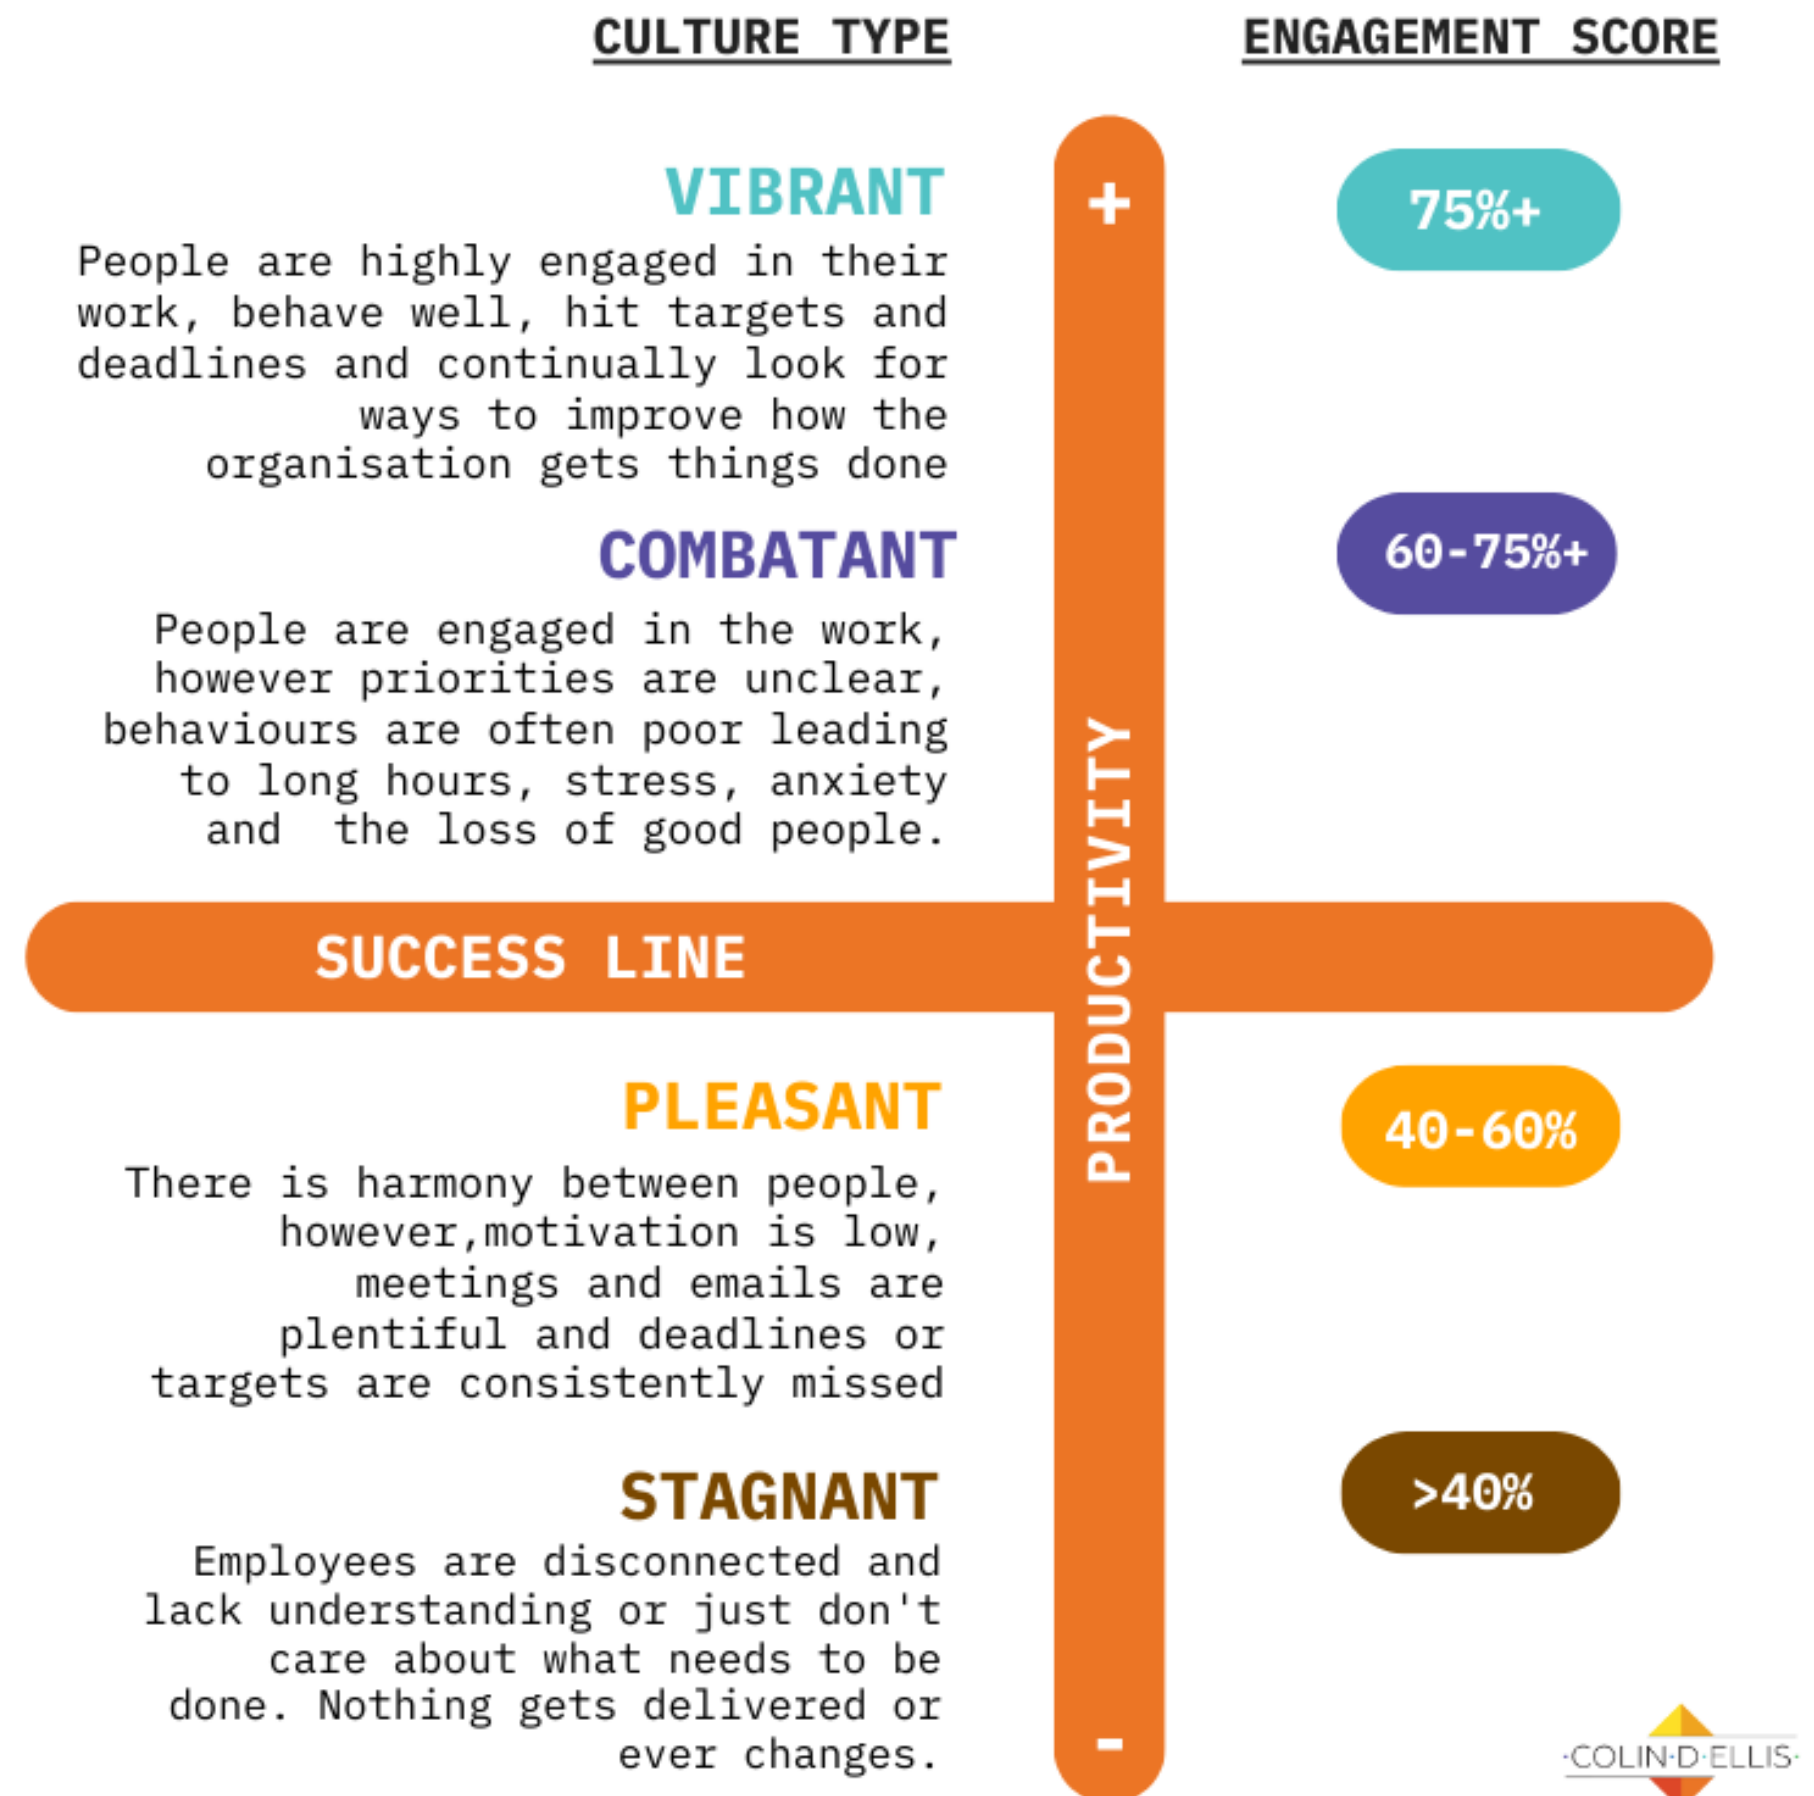 CULTURE TYPE
ENGAGEMENT SCORE
VIBRANT
People are highly engaged in their
work, behave well, hit targets and
deadlines and continually look for
ways to improve how the
organisation gets things done
+
75%+
COMBATANT
People are engaged in the work,
however priorities are unclear,
behaviours are often poor leading
to long hours, stress, anxiety
and  the loss of good people.
60-75%+
PRODUCTIVITY
SUCCESS LINE
PLEASANT
There is harmony between people,
however,motivation is low,
meetings and emails are
plentiful and deadlines or
targets are consistently missed
40-60%
STAGNANT
Employees are disconnected and
lack understanding or just don't
care about what needs to be
done. Nothing gets delivered or
ever changes.
>40%
-
·COLIN·D·ELLIS·